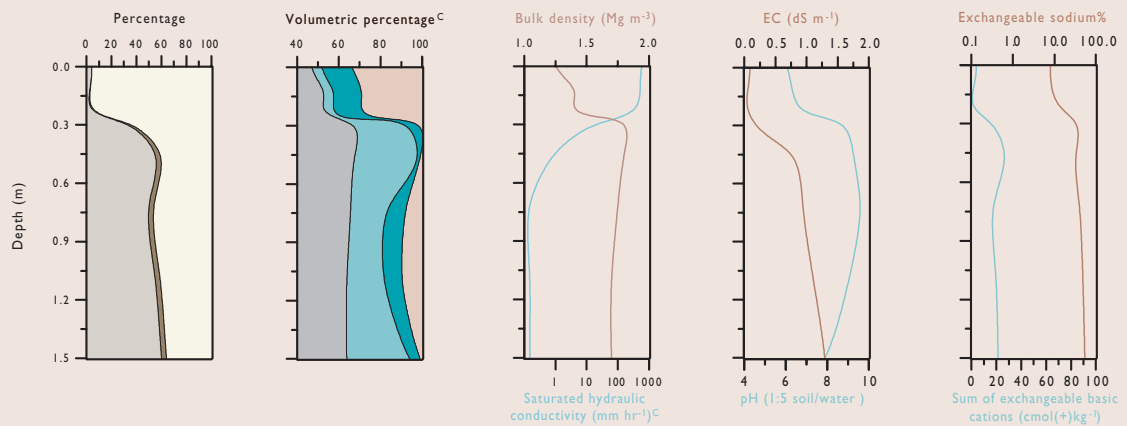 Percentage
0 20 40 60 80 100
Volumetric percentageC
40 60 80 100
Bulk density (Mg m-3)
1.0 1.5 2.0
EC (dS m-1)
0.0 0.5 1.0 1.5 2.0
Exchangeable sodium%
0.1 1.0 10.0 100.0
Depth (m)
0.0
0.3
0.6
0.9
1.2
1.5
1 10 100 1000
Saturated hydraulic
conductivity (mm hr-1)C
4 6 8 10
pH (1:5 soil/water )
0 20 40 60 80 100
Sum of exchangeable basic
cations (cmol(+)kg-1)